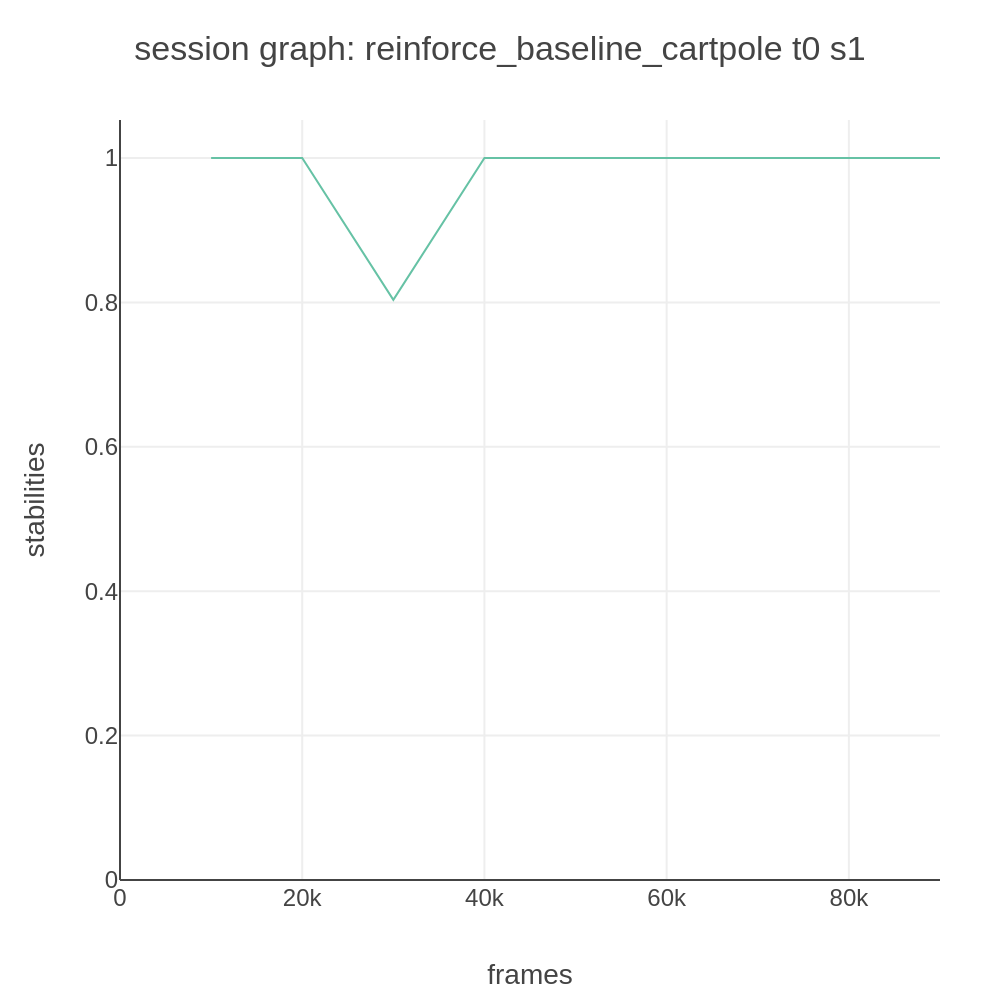 session graph: reinforce_baseline_cartpole t0 s1
1
0.8
0.6
0.4
0.2
0
0 20k 40k 60k 80k
stabilities
frames